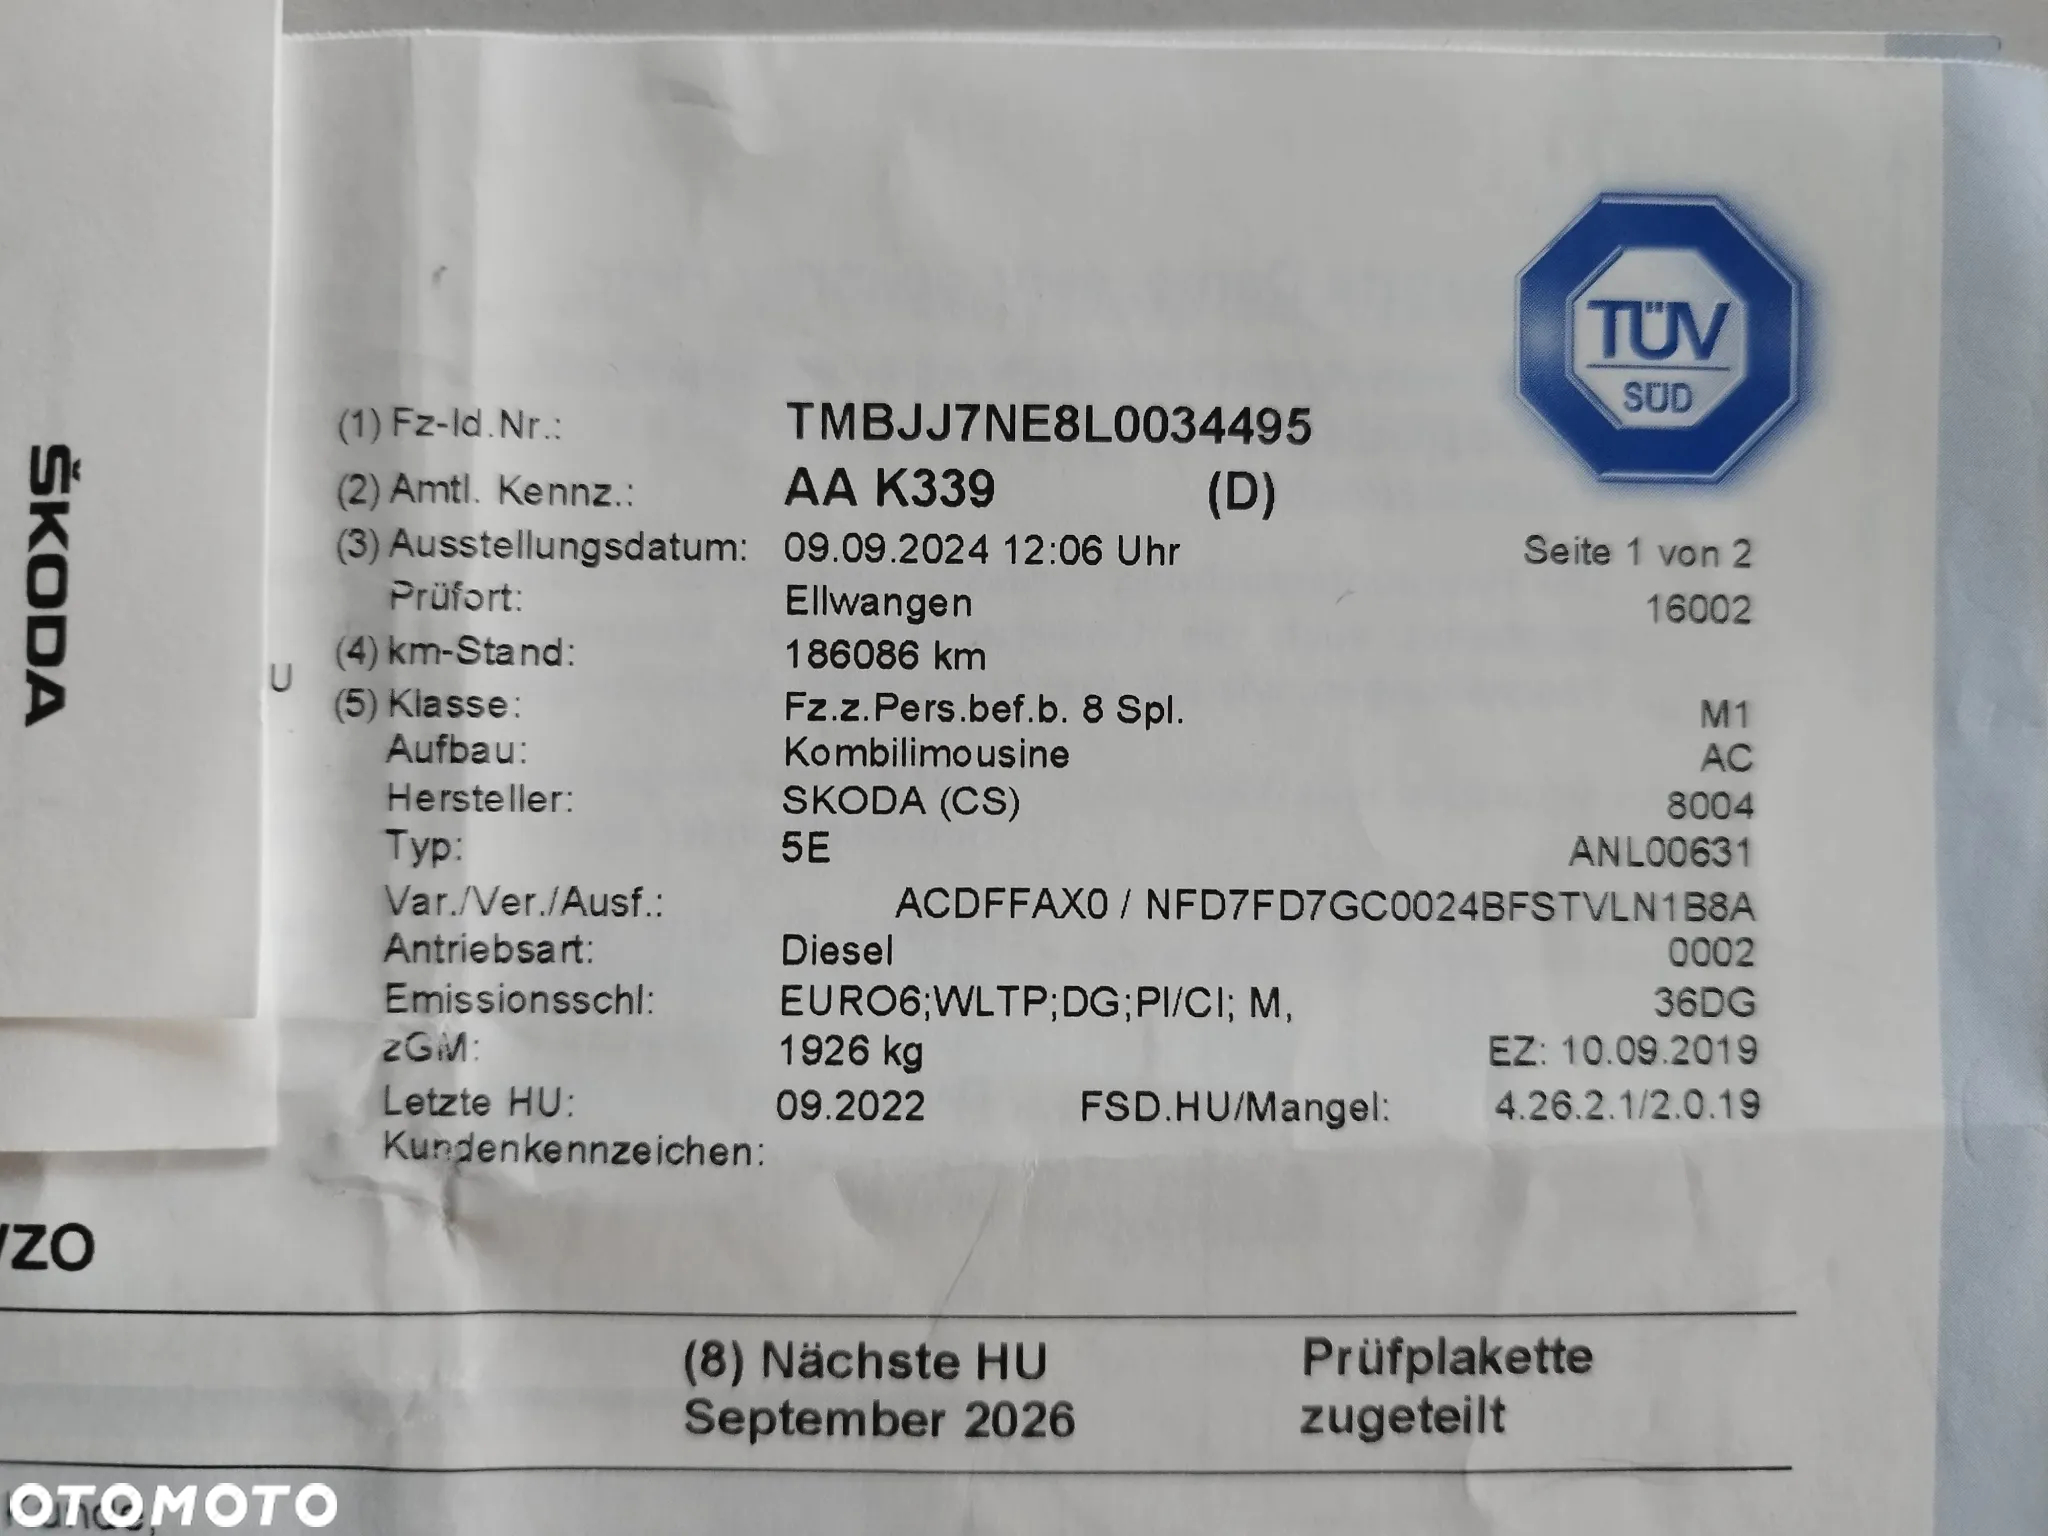 ŠKODA
TÜV
SÜD
(1) Fz-Id.Nr.: TMBJJ7NE8L0034495
(2) Amtl. Kennz.: AA K339 (D)
(3) Ausstellungsdatum: 09.09.2024 12:06 Uhr Seite 1 von 2
Prüfort: Ellwangen 16002
(4) km-Stand: 186086 km
U
(5) Klasse: Fz.z.Pers.bef.b. 8 Spl. M1
Aufbau: Kombilimousine AC
Hersteller: SKODA (CS) 8004
Typ: 5E ANL00631
Var./Ver./Ausf.: ACDFFAX0 / NFD7FD7GC0024BFSTVLN1B8A
Antriebsart: Diesel 0002
Emissionsschl: EURO6;WLTP;DG;PI/CI; M, 36DG
zGM: 1926 kg EZ: 10.09.2019
Letzte HU: 09.2022 FSD.HU/Mangel: 4.26.2.1/2.0.19
Kundenkennzeichen:
/ZO
(8) Nächste HU Prüfplakette
September 2026 zugeteilt
OTOMOTO